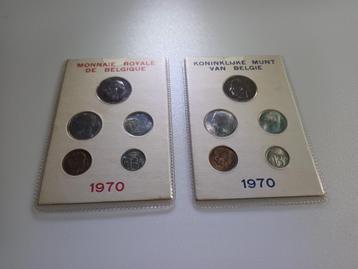 MONNAIE ROYALE
DE BELGIQUE
1970
KONINKLIJKE MUNT
VAN BELGIE
1970